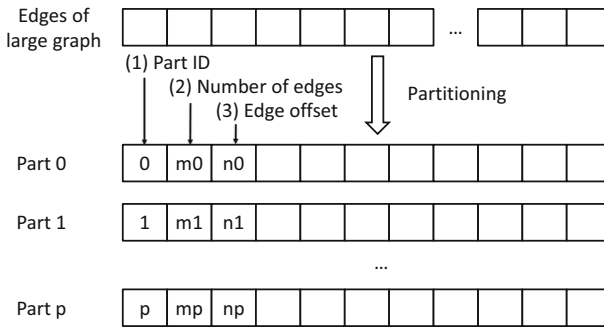 Edges of
large graph
...
(1) Part ID
(2) Number of edges
(3) Edge offset
Partitioning
Part 0 0 m0 n0
Part 1 1 m1 n1
...
Part p p mp np